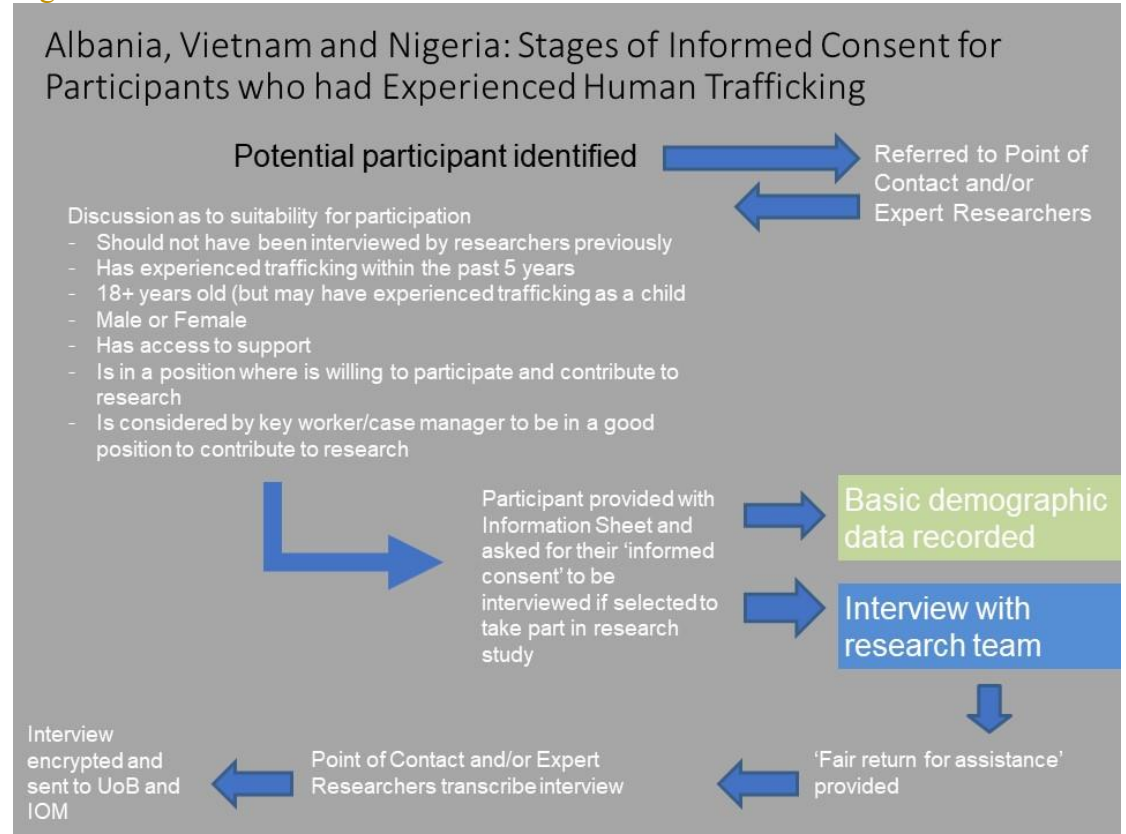 Albania, Vietnam and Nigeria: Stages of Informed Consent for
Participants who had Experienced Human Trafficking
Potential participant identified
Referred to Point of
Contact and/or
Expert Researchers
Discussion as to suitability for participation
- Should not have been interviewed by researchers previously
- Has experienced trafficking within the past 5 years
- 18+ years old (but may have experienced trafficking as a child
- Male or Female
- Has access to support
- Is in a position where is willing to participate and contribute to
research
- Is considered by key worker/case manager to be in a good
position to contribute to research
Participant provided with
Information Sheet and
asked for their ‘informed
consent’ to be
interviewed if selected to
take part in research
study
Basic demographic
data recorded
Interview with
research team
‘Fair return for assistance’
provided
Point of Contact and/or Expert
Researchers transcribe interview
Interview
encrypted and
sent to UoB and
IOM